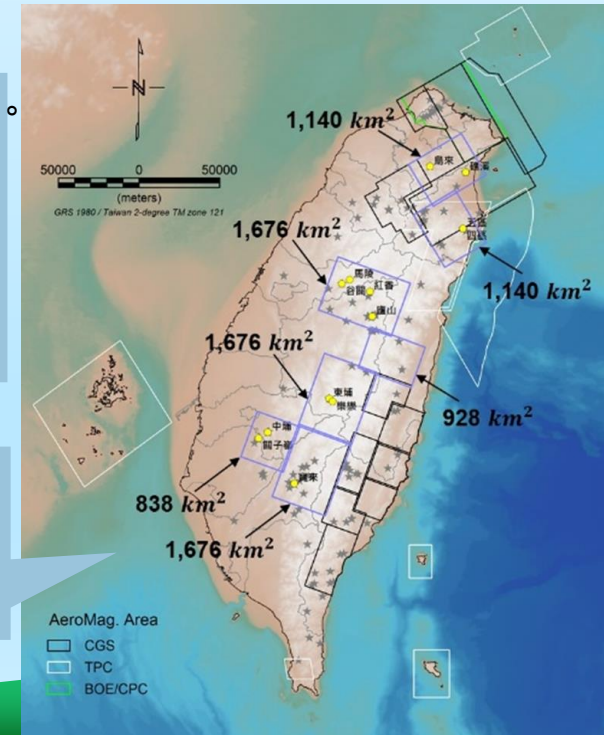 。
N
50000 0 50000
(meters)
GRS 1980 / Taiwan 2-degree TM zone 121
1,140 km²
烏來
礁溪
1,676 km²
馬陵
谷關
紅香
廬山
四區
1,140 km²
1,676 km²
東埔
樂樂
928 km²
中埔
關子嶺
838 km²
寶來
1,676 km²
AeroMag. Area
CGS
TPC
BOE/CPC